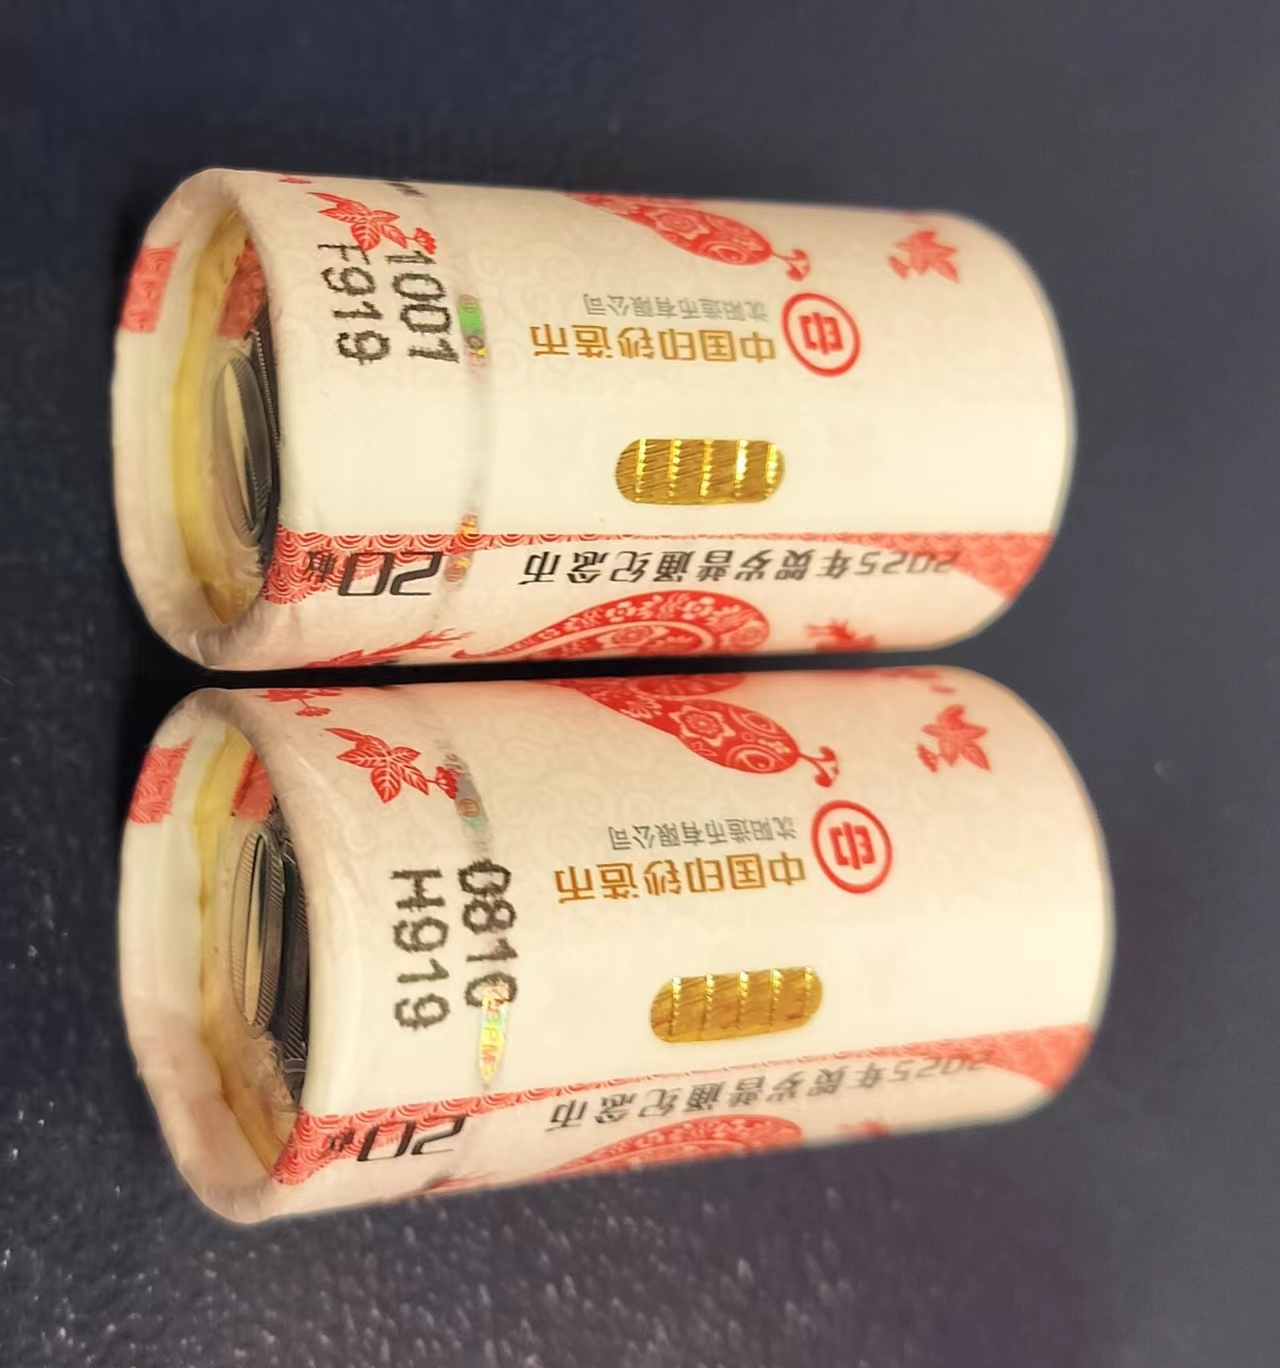 2025年贺岁普通纪念币
20枚
中国印钞造币
沈阳造币有限公司
1001
F919
2025年贺岁普通纪念币
20枚
中国印钞造币
沈阳造币有限公司
0810
H919